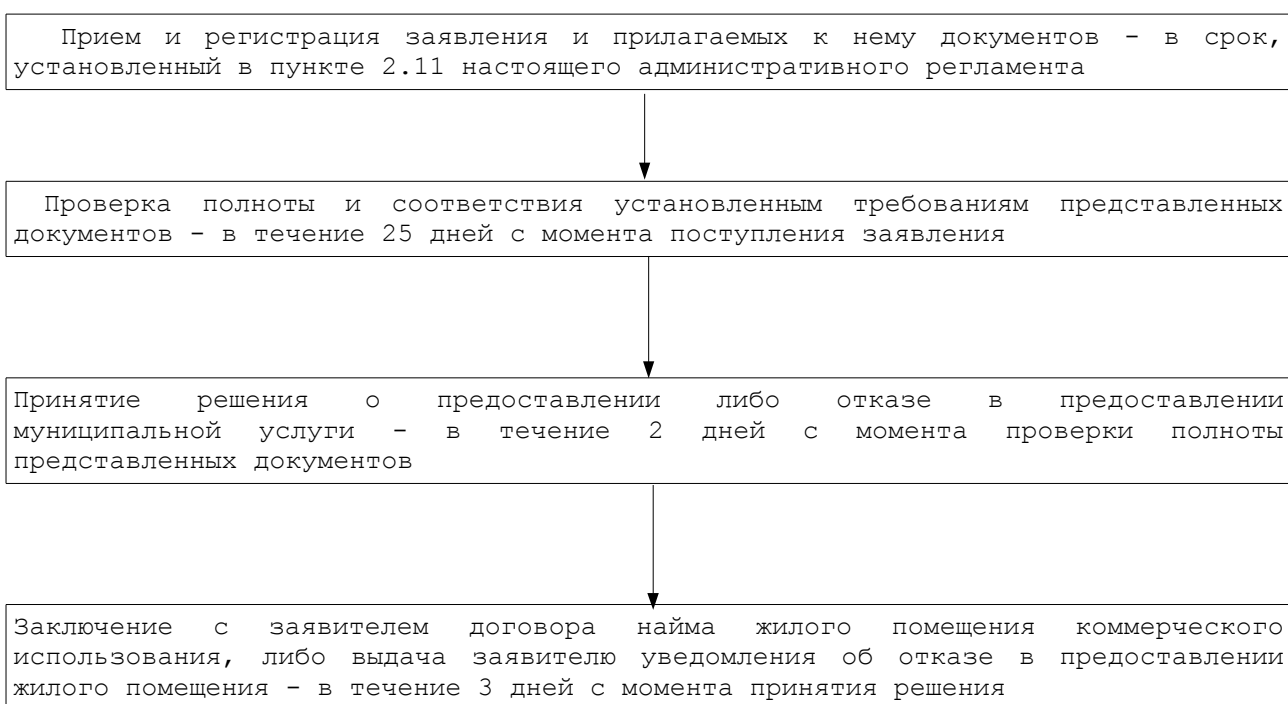 Прием и регистрация заявления и прилагаемых к нему документов - в срок,
установленный в пункте 2.11 настоящего административного регламента
Проверка полноты и соответствия установленным требованиям представленных
документов - в течение 25 дней с момента поступления заявления
Принятие решения о предоставлении либо отказе в предоставлении
муниципальной услуги - в течение 2 дней с момента проверки полноты
представленных документов
Заключение с заявителем договора найма жилого помещения коммерческого
использования, либо выдача заявителю уведомления об отказе в предоставлении
жилого помещения - в течение 3 дней с момента принятия решения